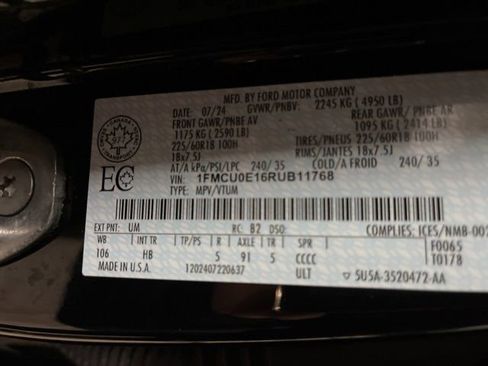 MFD. BY FORD MOTOR COMPANY
DATE: 07/24 GVWR/PNBV: 2245 KG ( 4950 LB)
FRONT GAWR/PNBE AV REAR GAWR/ PNBE AR
1175 KG ( 2590 LB) 1095 KG ( 2414 LB)
225/60R18 100H TIRES/PNEUS 225/60R18 100H
18x7.5J RIMS/JANTES 18x7.5J
AT/A kPa/PSI/LPC 240/ 35 COLD/A FROID 240/ 35
VIN: 1FMCU0E16RUB11768
TYPE: MPV/VTUM
EC
EXT PNT: UM RC: B2 DSO: COMPLIES: ICES/NMB-002
WB INT TR TP/PS R AXLE TR SPR F0065
106 HB 5 91 5 CCCC T0178
MADE IN U.S.A. 1202407220637 ULT 5U5A-3520472-AA